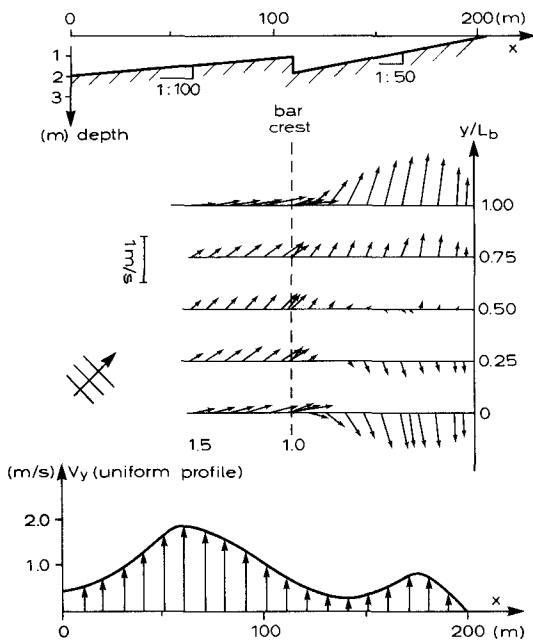 0 100 200 (m)
x
1
2
3
1:100
1:50
(m) depth
bar
crest
y/L_b
1.00
0.75
0.50
0.25
0
1m/s
1.5 1.0
(m/s) V_y (uniform profile)
2.0
1.0
x
0 100 200 (m)